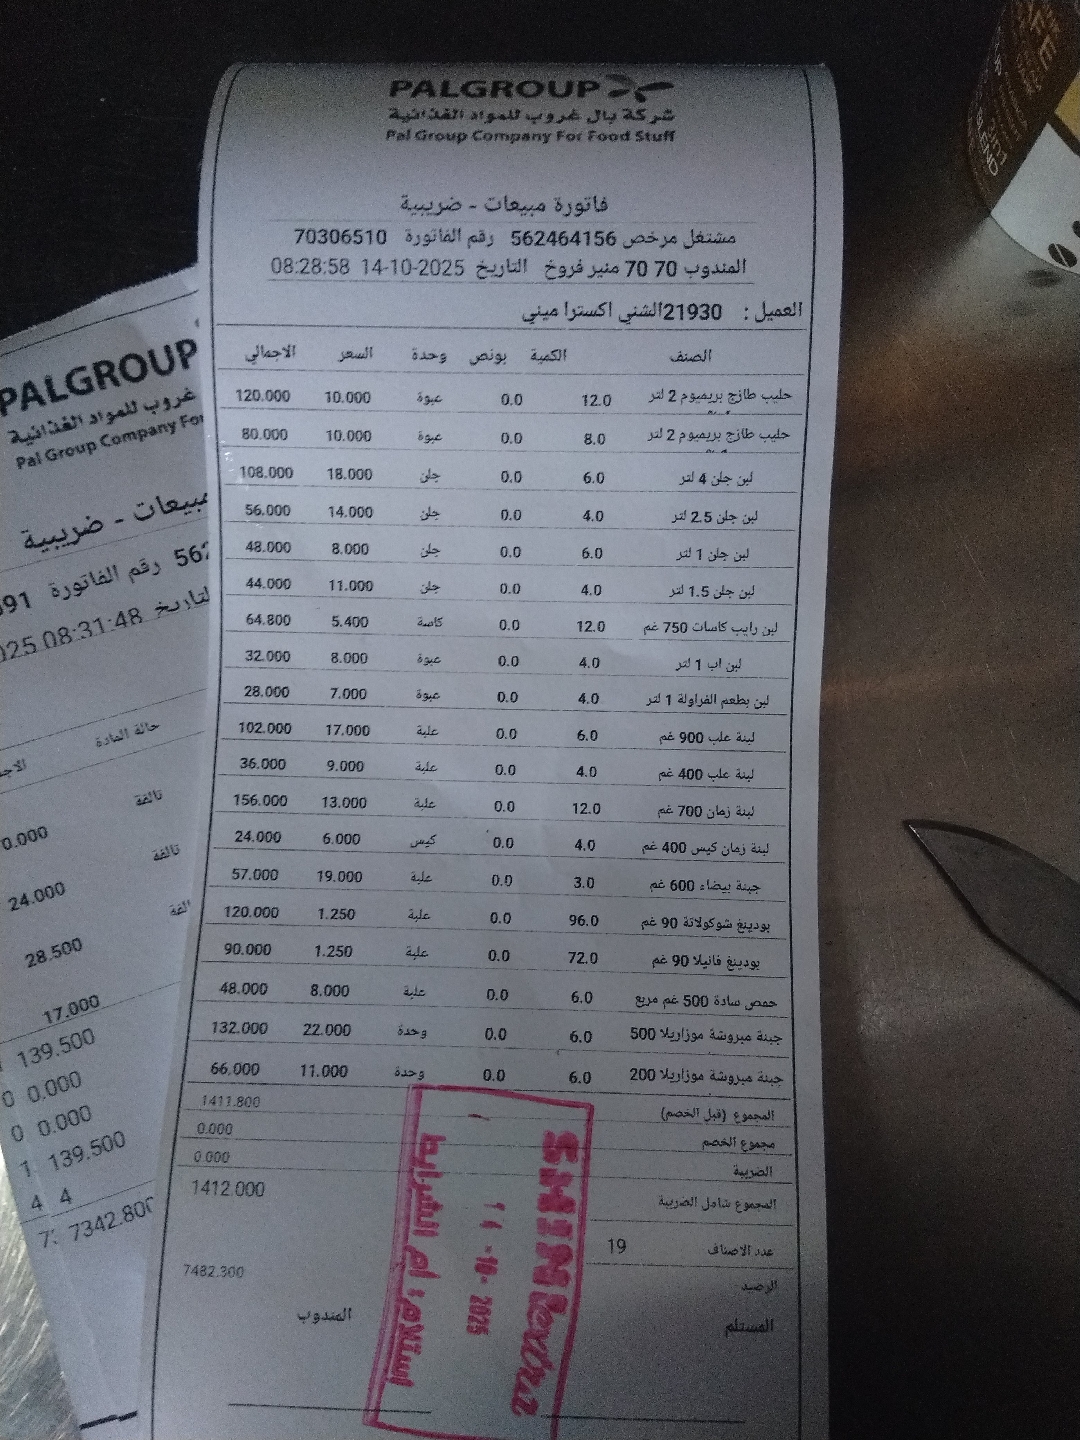 PALGROUP
شركة بال غروب للمواد الغذائية
Pal Group Company For Food Stuff
فاتورة مبيعات - ضريبية
مشتغل مرخص 562464156 رقم الفاتورة 70306510
المندوب 70 70 منير فروخ التاريخ 14-10-2025 08:28:58
العميل : 21930الشني اكسترا ميني
الصنف الكمية بونص وحدة السعر الاجمالي
حليب طازج بريميوم 2 لتر 12.0 0.0 عبوة 10.000 120.000
حليب طازج بريميوم 2 لتر 8.0 0.0 عبوة 10.000 80.000
لبن جلن 4 لتر 6.0 0.0 جلن 18.000 108.000
لبن جلن 2.5 لتر 4.0 0.0 جلن 14.000 56.000
لبن جلن 1 لتر 6.0 0.0 جلن 8.000 48.000
لبن جلن 1.5 لتر 4.0 0.0 جلن 11.000 44.000
لبن رايب كاسات 750 غم 12.0 0.0 كاسة 5.400 64.800
لبن اب 1 لتر 4.0 0.0 عبوة 8.000 32.000
لبن بطعم الفراولة 1 لتر 4.0 0.0 عبوة 7.000 28.000
لبنة علب 900 غم 6.0 0.0 علبة 17.000 102.000
لبنة علب 400 غم 4.0 0.0 علبة 9.000 36.000
لبنة زمان 700 غم 12.0 0.0 علبة 13.000 156.000
لبنة زمان كيس 400 غم 4.0 0.0 كيس 6.000 24.000
جبنة بيضاء 600 غم 3.0 0.0 علبة 19.000 57.000
بودينغ شوكولاتة 90 غم 96.0 0.0 علبة 1.250 120.000
بودينغ فانيلا 90 غم 72.0 0.0 علبة 1.250 90.000
حمص سادة 500 غم مربع 6.0 0.0 علبة 8.000 48.000
جبنة مبروشة موزاريلا 500 6.0 0.0 وحدة 22.000 132.000
جبنة مبروشة موزاريلا 200 6.0 0.0 وحدة 11.000 66.000
المجموع (قبل الخصم) 1411.800
مجموع الخصم 0.000
الضريبة 0.000
المجموع شامل الضريبة 1412.000
عدد الاصناف 19
الرصيد 7482.300
المستلم المندوب
SHINI extra
14 -10- 2025
استلام: ام الشرايط
PALGROUP
غروب للمواد الغذائية
Pal Group Company For
مبيعات - ضريبية
562 رقم الفاتورة 91
التاريخ 025 08:31:48
حالة المادة
تالفة 0.000
تالفة 24.000
28.500
17.000
139.500
0 0.000
0 0.000
1 139.500
4 4
7342.800
BLEND